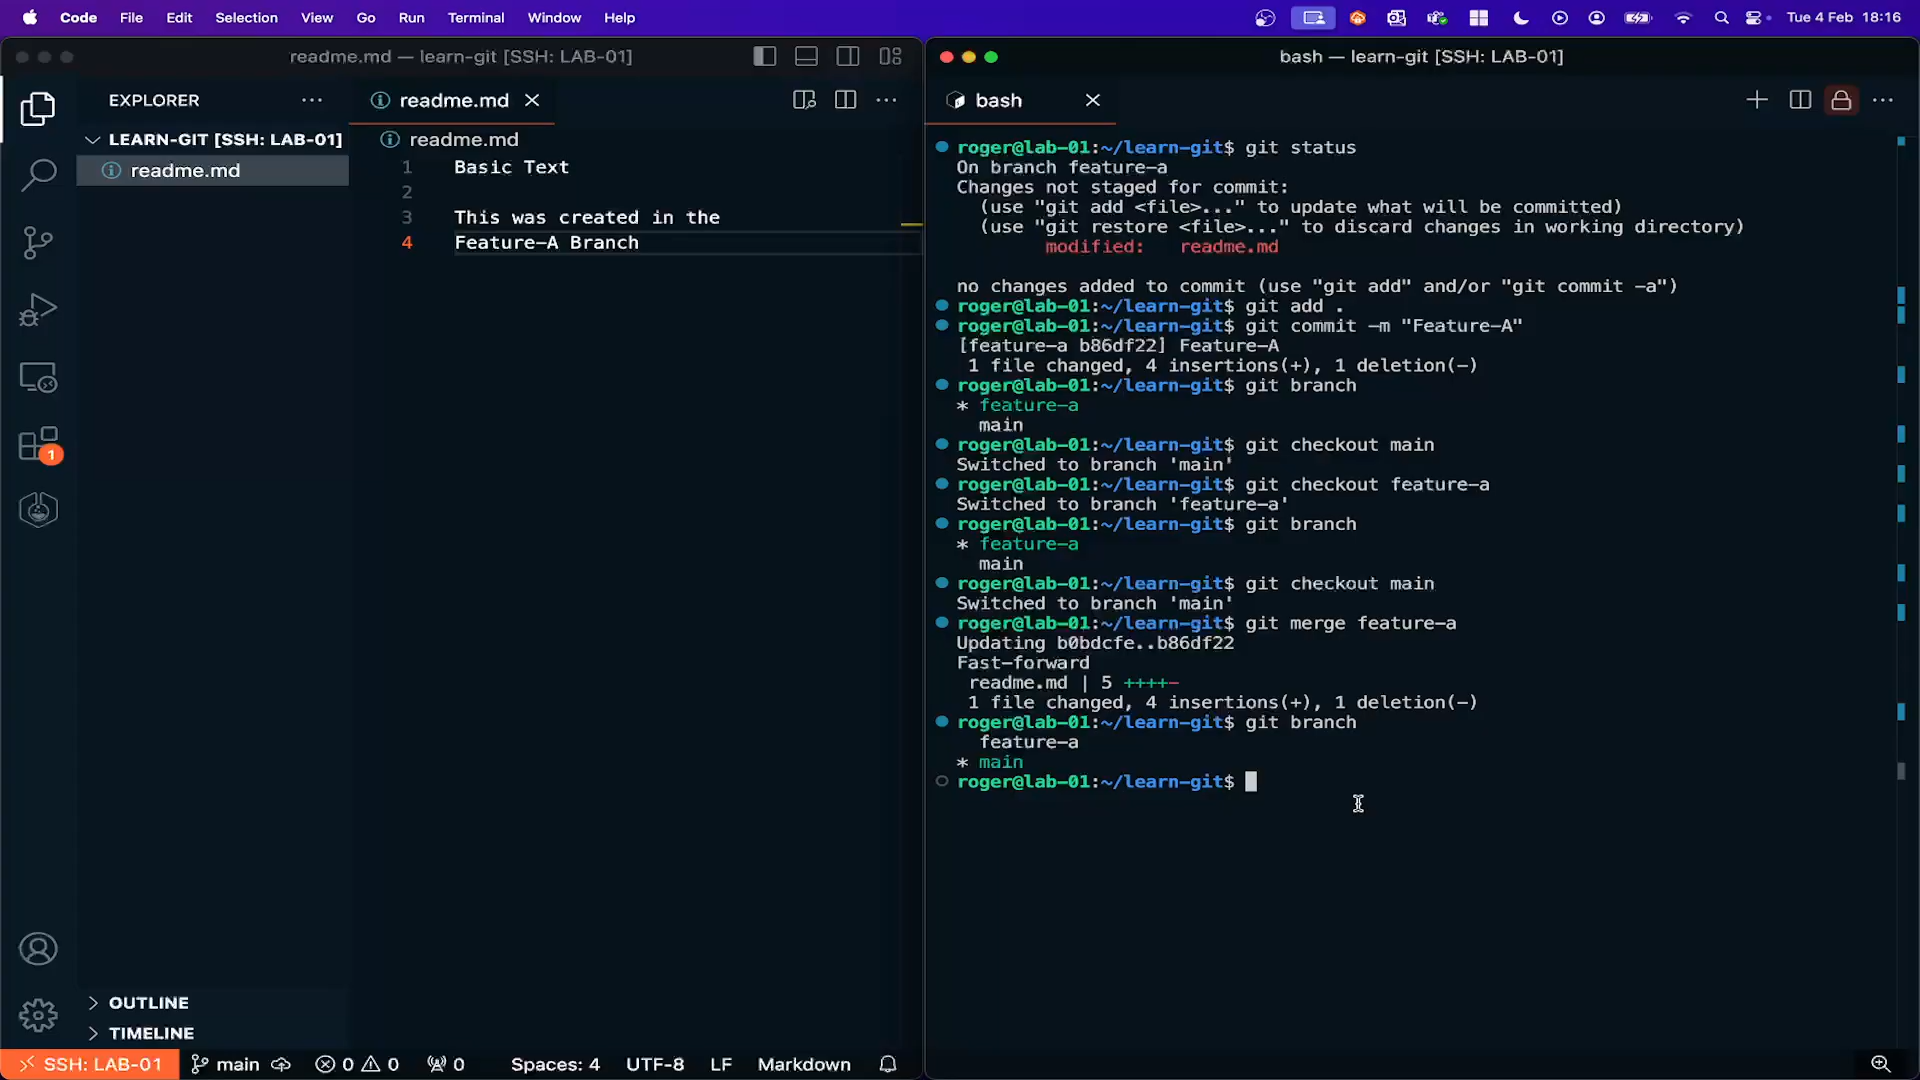 Code File Edit Selection View Go Run Terminal Window Help Tue 4 Feb 18:16
readme.md — learn-git [SSH: LAB-01]
EXPLORER
LEARN-GIT [SSH: LAB-01]
readme.md
1
readme.md
readme.md
1 Basic Text
2
3 This was created in the
4 Feature-A Branch
OUTLINE
TIMELINE
SSH: LAB-01 main 0 0 0 Spaces: 4 UTF-8 LF Markdown
bash — learn-git [SSH: LAB-01]
bash
roger@lab-01:~/learn-git$ git status
On branch feature-a
Changes not staged for commit:
(use "git add <file>..." to update what will be committed)
(use "git restore <file>..." to discard changes in working directory)
modified: readme.md
no changes added to commit (use "git add" and/or "git commit -a")
roger@lab-01:~/learn-git$ git add .
roger@lab-01:~/learn-git$ git commit -m "Feature-A"
[feature-a b86df22] Feature-A
1 file changed, 4 insertions(+), 1 deletion(-)
roger@lab-01:~/learn-git$ git branch
* feature-a
main
roger@lab-01:~/learn-git$ git checkout main
Switched to branch 'main'
roger@lab-01:~/learn-git$ git checkout feature-a
Switched to branch 'feature-a'
roger@lab-01:~/learn-git$ git branch
* feature-a
main
roger@lab-01:~/learn-git$ git checkout main
Switched to branch 'main'
roger@lab-01:~/learn-git$ git merge feature-a
Updating b0bdcfe..b86df22
Fast-forward
readme.md | 5 ++++-
1 file changed, 4 insertions(+), 1 deletion(-)
roger@lab-01:~/learn-git$ git branch
feature-a
* main
roger@lab-01:~/learn-git$